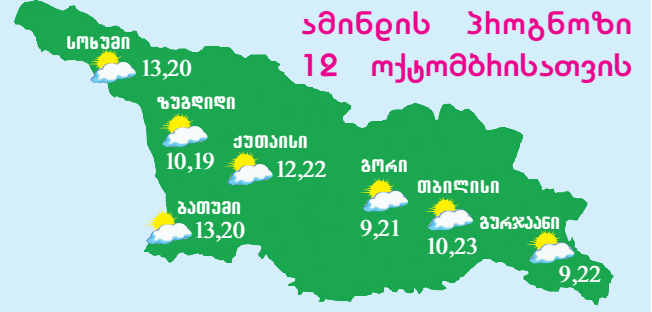 ამინდის პროგნოზი
12 ოქტომბრისათვის
სოხუმი
13,20
ზუგდიდი
10,19
ქუთაისი
12,22
ბათუმი
13,20
გორი
9,21
თბილისი
10,23
გურჯაანი
9,22